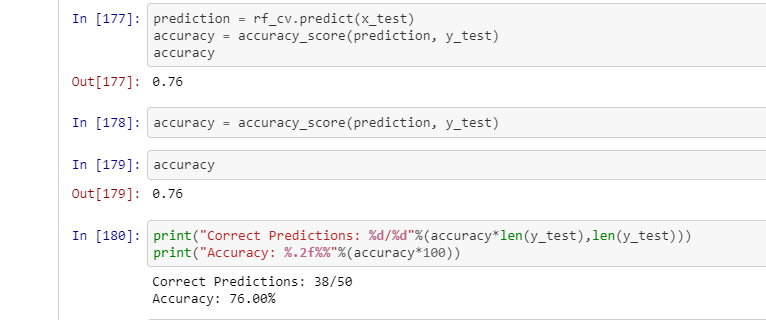 In [177]: prediction = rf_cv.predict(x_test)
accuracy = accuracy_score(prediction, y_test)
accuracy
Out[177]: 0.76
In [178]: accuracy = accuracy_score(prediction, y_test)
In [179]: accuracy
Out[179]: 0.76
In [180]: print("Correct Predictions: %d/%d"%(accuracy*len(y_test),len(y_test)))
print("Accuracy: %.2f%%"%(accuracy*100))
Correct Predictions: 38/50
Accuracy: 76.00%